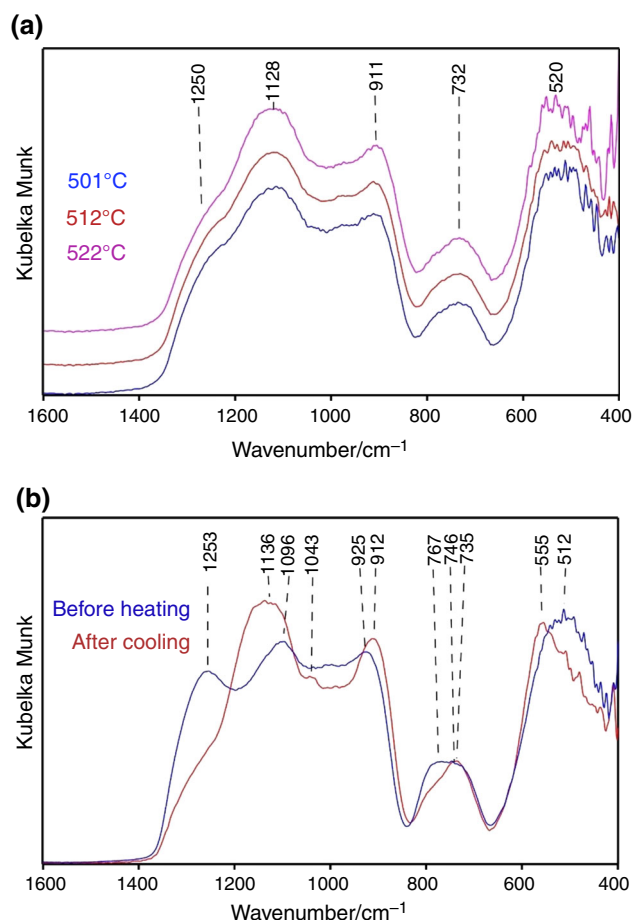 (a)
1250 1128 911 732 520
501°C
512°C
522°C
Kubelka Munk
1600 1400 1200 1000 800 600 400
Wavenumber/cm⁻¹
(b)
1253 1136 1096 1043 925 912 767 746 735 555 512
Before heating
After cooling
Kubelka Munk
1600 1400 1200 1000 800 600 400
Wavenumber/cm⁻¹